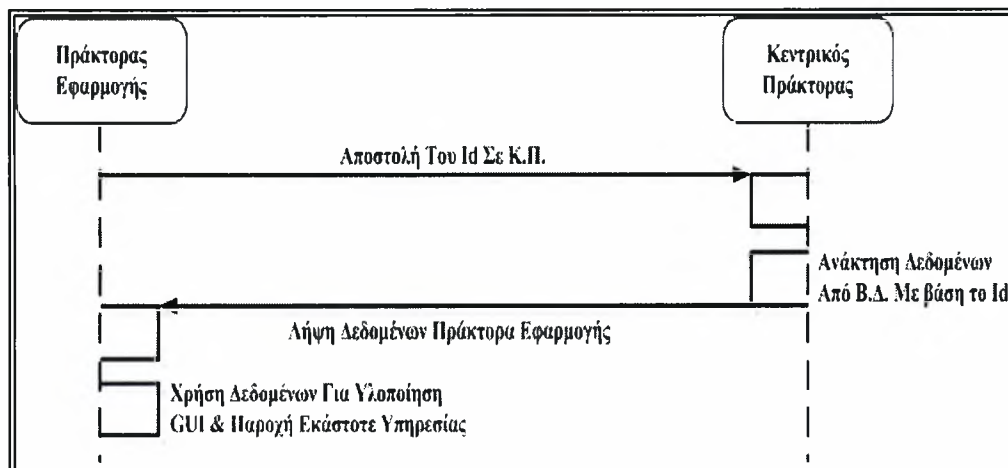 Πράκτορας
Εφαρμογής
Κεντρικός
Πράκτορας
Αποστολή Του Id Σε Κ.Π.
Ανάκτηση Δεδομένων
Από Β.Δ. Με βάση το Id
Λήψη Δεδομένων Πράκτορα Εφαρμογής
Χρήση Δεδομένων Για Υλοποίηση
GUI & Παροχή Εκάστοτε Υπηρεσίας